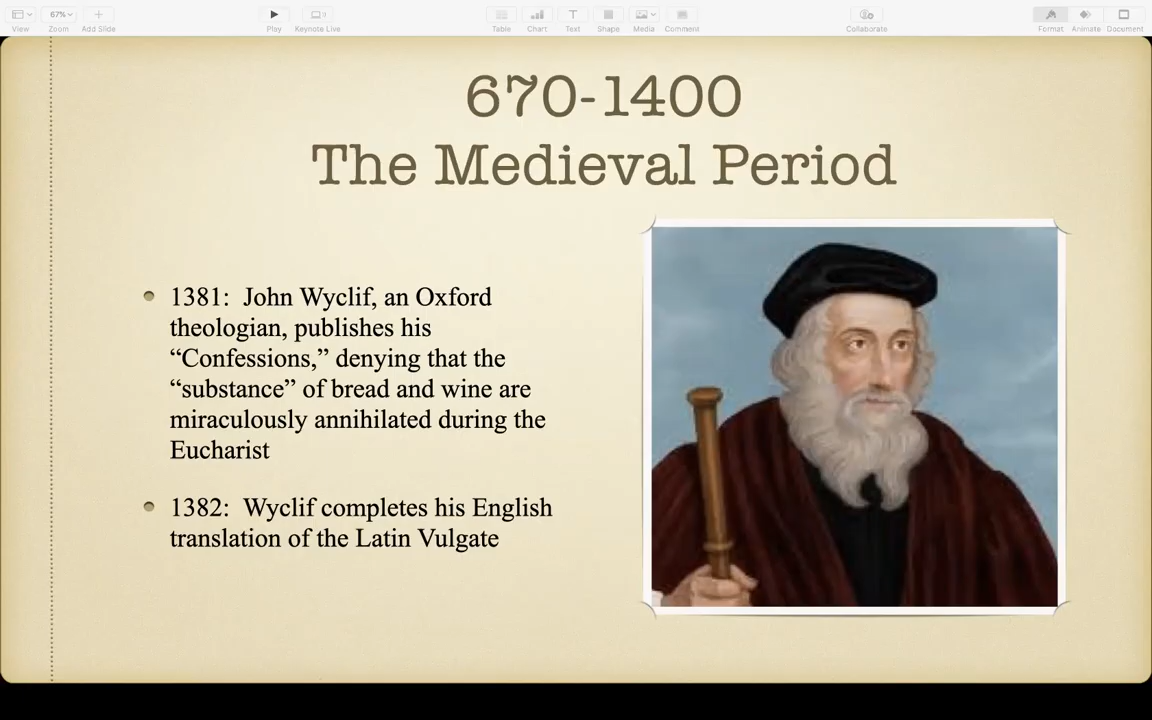 67%
View
Zoom
Add Slide
Play
Keynote Live
Table
Chart
Text
Shape
Media
Comment
Collaborate
Format
Animate
Document
670-1400
The Medieval Period
1381:  John Wyclif, an Oxford
theologian, publishes his
“Confessions,” denying that the
“substance” of bread and wine are
miraculously annihilated during the
Eucharist
1382:  Wyclif completes his English
translation of the Latin Vulgate